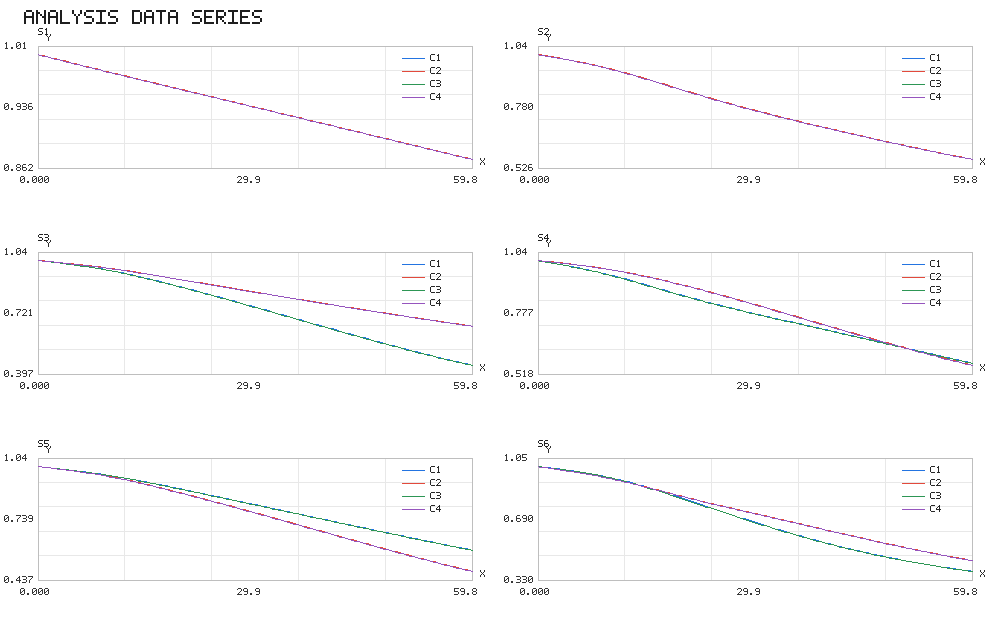 ANALYSIS DATA SERIES
S1
Y
1.01
0.936
0.862
0.000
29.9
59.8
X
C1
C2
C3
C4
S2
Y
1.04
0.780
0.526
0.000
29.9
59.8
X
C1
C2
C3
C4
S3
Y
1.04
0.721
0.397
0.000
29.9
59.8
X
C1
C2
C3
C4
S4
Y
1.04
0.777
0.518
0.000
29.9
59.8
X
C1
C2
C3
C4
S5
Y
1.04
0.739
0.437
0.000
29.9
59.8
X
C1
C2
C3
C4
S6
Y
1.05
0.690
0.330
0.000
29.9
59.8
X
C1
C2
C3
C4